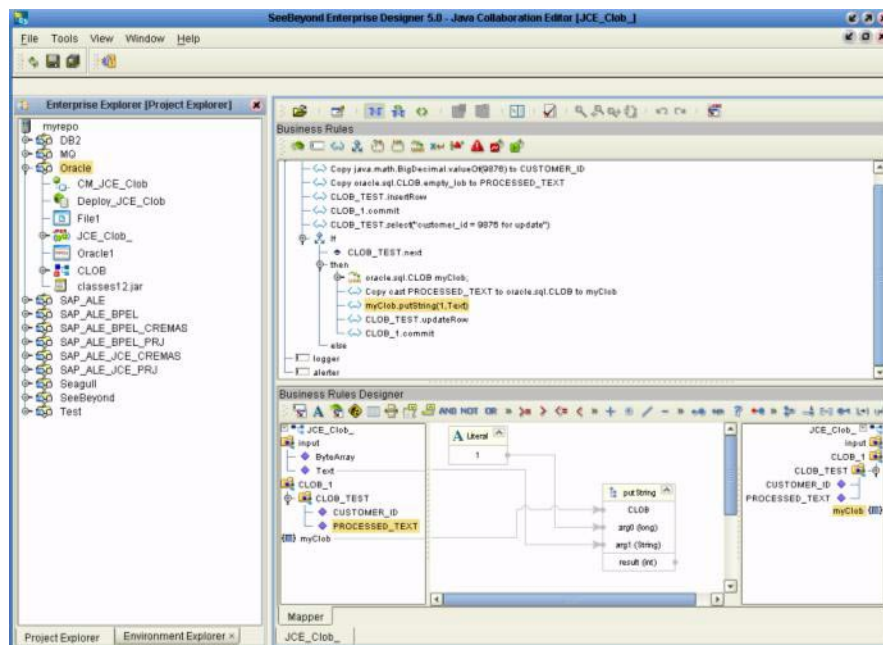 SeeBeyond Enterprise Designer 5.0 - Java Collaboration Editor [JCE_Clob_]
File Tools View Window Help
Enterprise Explorer [Project Explorer]
myrepo
DB2
MQ
Oracle
CM_JCE_Clob
Deploy_JCE_Clob
File1
JCE_Clob_
Oracle1
CLOB
classes12.jar
SAP_ALE
SAP_ALE_BPEL
SAP_ALE_BPEL_CREMAS
SAP_ALE_BPEL_PRJ
SAP_ALE_JCE_CREMAS
SAP_ALE_JCE_PRJ
Seagull
SeeBeyond
Test
Project Explorer
Environment Explorer ×
Business Rules
Copy java.math.BigDecimal.valueOf(9876) to CUSTOMER_ID
Copy oracle.sql.CLOB.empty_lob to PROCESSED_TEXT
CLOB_TEST.insertRow
CLOB_1.commit
CLOB_TEST.select("customer_id = 9876 for update")
If
CLOB_TEST.next
then
oracle.sql.CLOB myClob;
Copy cast PROCESSED_TEXT to oracle.sql.CLOB to myClob
myClob.putString(1,Text)
CLOB_TEST.updateRow
CLOB_1.commit
else
logger
alerter
Business Rules Designer
AND NOT OR
JCE_Clob_
input
ByteArray
Text
CLOB_1
CLOB_TEST
CUSTOMER_ID
PROCESSED_TEXT
myClob
A Literal
1
putString
CLOB
arg0 (long)
arg1 (String)
result (int)
JCE_Clob_
input
CLOB_1
CLOB_TEST
CUSTOMER_ID
PROCESSED_TEXT
myClob
Mapper
JCE_Clob_